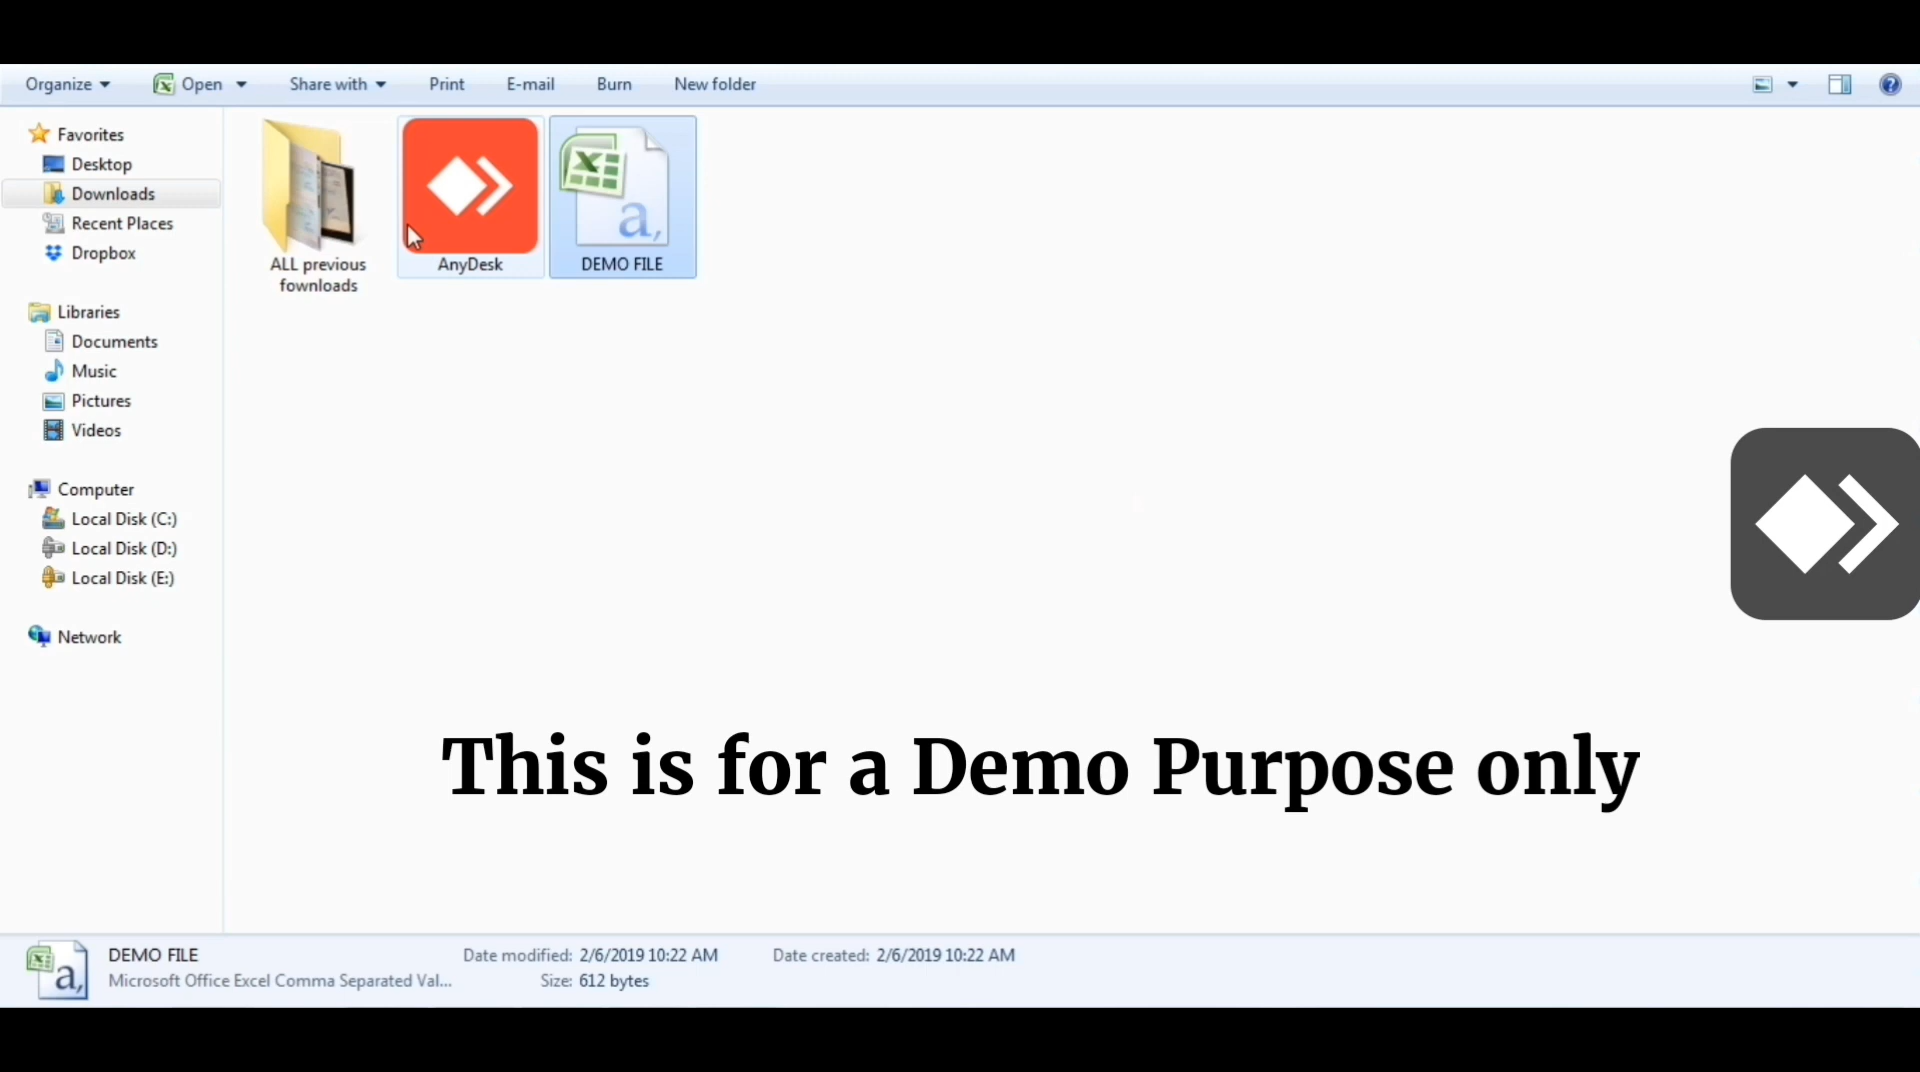 Organize Open Share with Print E-mail Burn New folder
Favorites
Desktop
Downloads
Recent Places
Dropbox
Libraries
Documents
Music
Pictures
Videos
Computer
Local Disk (C:)
Local Disk (D:)
Local Disk (E:)
Network
ALL previous
fownloads
AnyDesk
DEMO FILE
a,
This is for a Demo Purpose only
a,
DEMO FILE Date modified: 2/6/2019 10:22 AM Date created: 2/6/2019 10:22 AM
Microsoft Office Excel Comma Separated Val... Size: 612 bytes